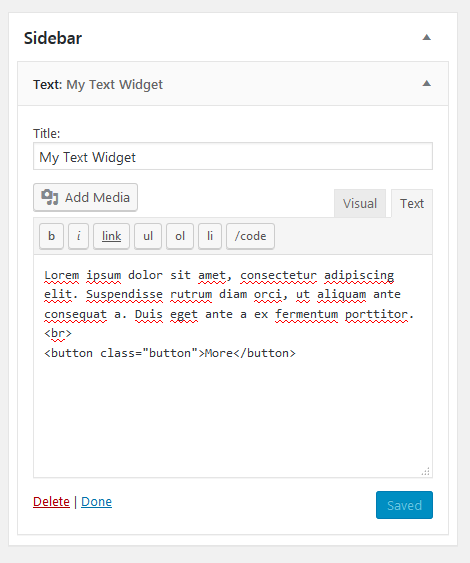 Sidebar
Text: My Text Widget
Title:
My Text Widget
Add Media
Visual
Text
b
i
link
ul
ol
li
/code
Lorem ipsum dolor sit amet, consectetur adipiscing
elit. Suspendisse rutrum diam orci, ut aliquam ante
consequat a. Duis eget ante a ex fermentum porttitor.
<br>
<button class="button">More</button>
Delete | Done
Saved